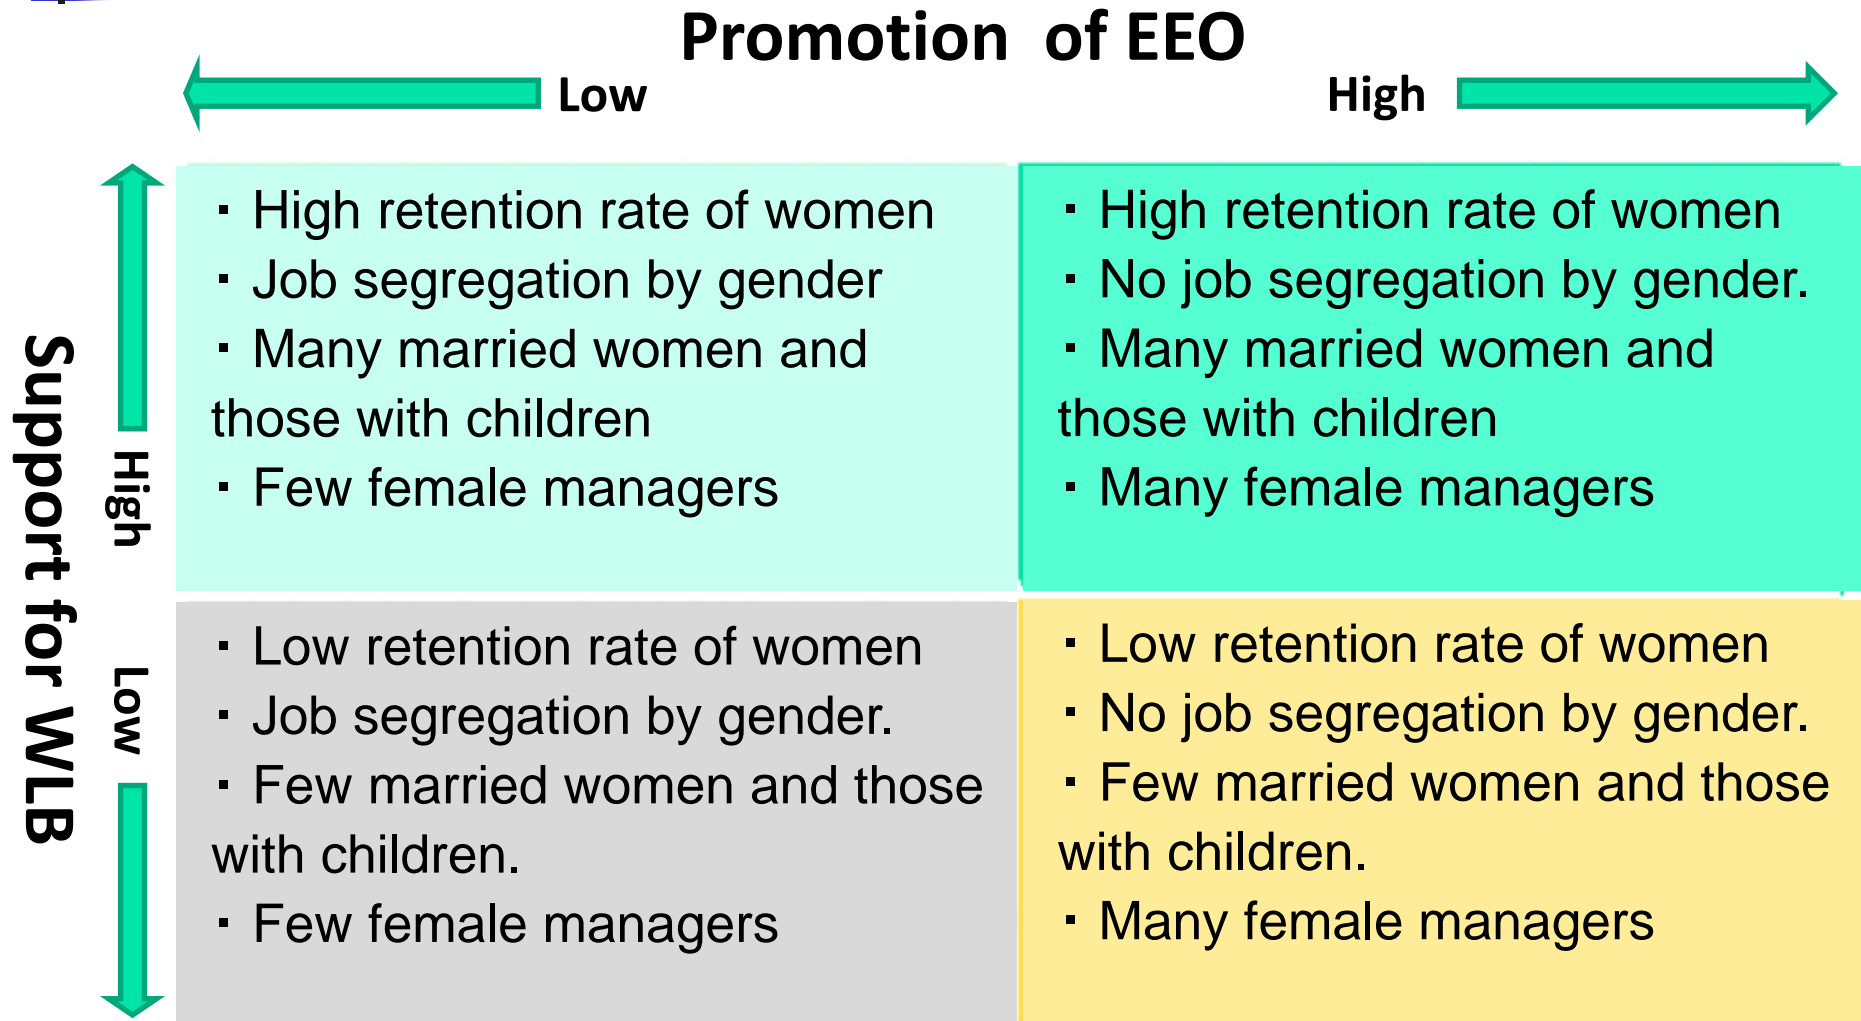 Promotion of EEO
Low
High
Support for WLB
High
Low
・High retention rate of women
・Job segregation by gender
・Many married women and
those with children
・Few female managers
・High retention rate of women
・No job segregation by gender.
・Many married women and
those with children
・Many female managers
・Low retention rate of women
・Job segregation by gender.
・Few married women and those
with children.
・Few female managers
・Low retention rate of women
・No job segregation by gender.
・Few married women and those
with children.
・Many female managers